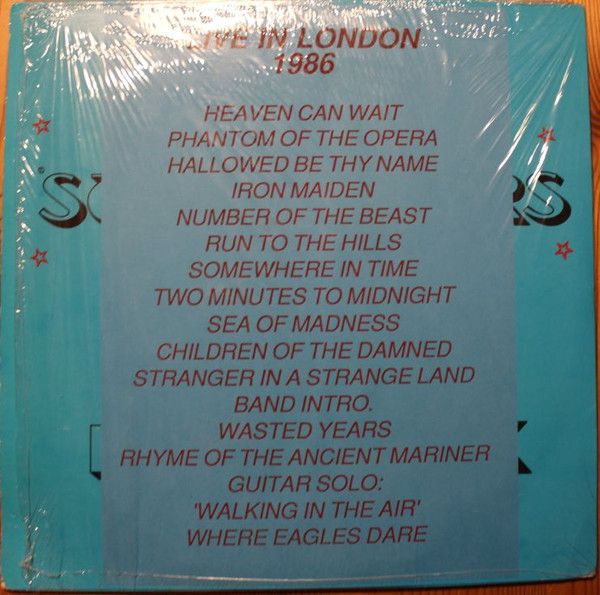 LIVE IN LONDON
1986
HEAVEN CAN WAIT
PHANTOM OF THE OPERA
HALLOWED BE THY NAME
IRON MAIDEN
NUMBER OF THE BEAST
RUN TO THE HILLS
SOMEWHERE IN TIME
TWO MINUTES TO MIDNIGHT
SEA OF MADNESS
CHILDREN OF THE DAMNED
STRANGER IN A STRANGE LAND
BAND INTRO.
WASTED YEARS
RHYME OF THE ANCIENT MARINER
GUITAR SOLO:
'WALKING IN THE AIR'
WHERE EAGLES DARE